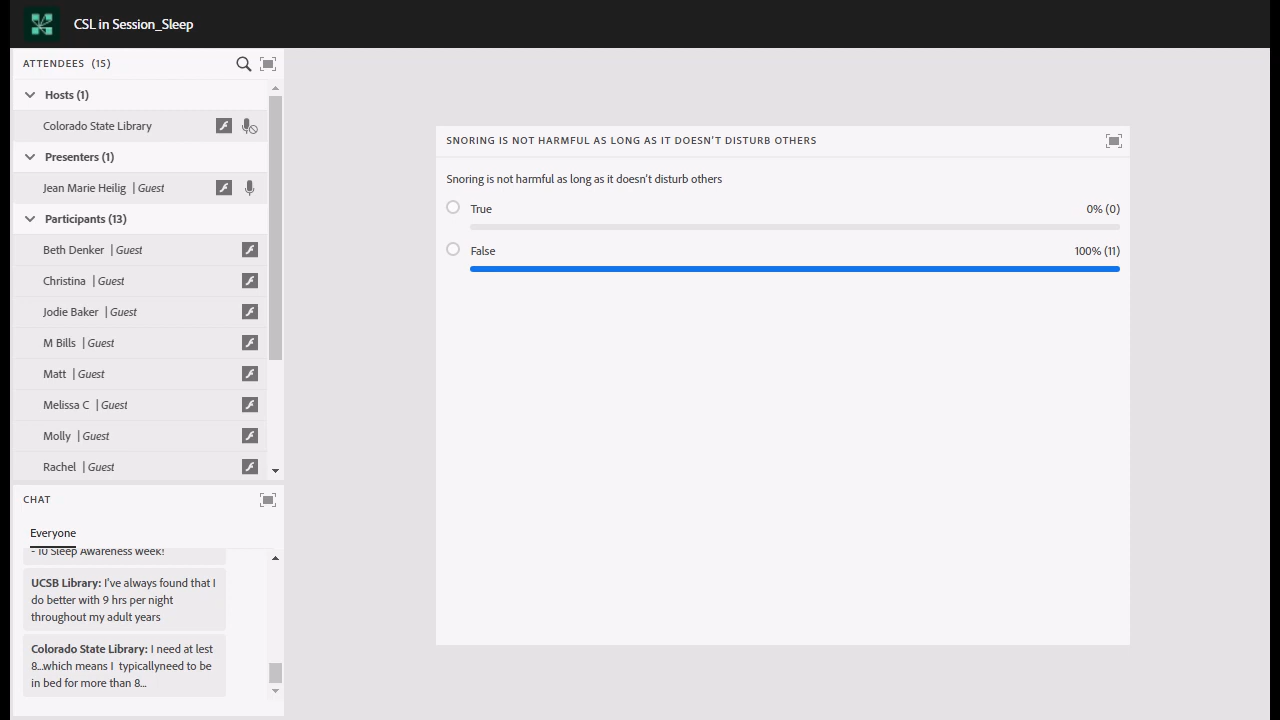 CSL in Session_Sleep
ATTENDEES (15)
Hosts (1)
Colorado State Library
Presenters (1)
Jean Marie Heilig | Guest
Participants (13)
Beth Denker | Guest
Christina | Guest
Jodie Baker | Guest
M Bills | Guest
Matt | Guest
Melissa C | Guest
Molly | Guest
Rachel | Guest
CHAT
Everyone
- 10 Sleep Awareness week!
UCSB Library: I've always found that I
do better with 9 hrs per night
throughout my adult years
Colorado State Library: I need at lest
8...which means I typicallyneed to be
in bed for more than 8...
SNORING IS NOT HARMFUL AS LONG AS IT DOESN'T DISTURB OTHERS
Snoring is not harmful as long as it doesn't disturb others
True 0% (0)
False 100% (11)